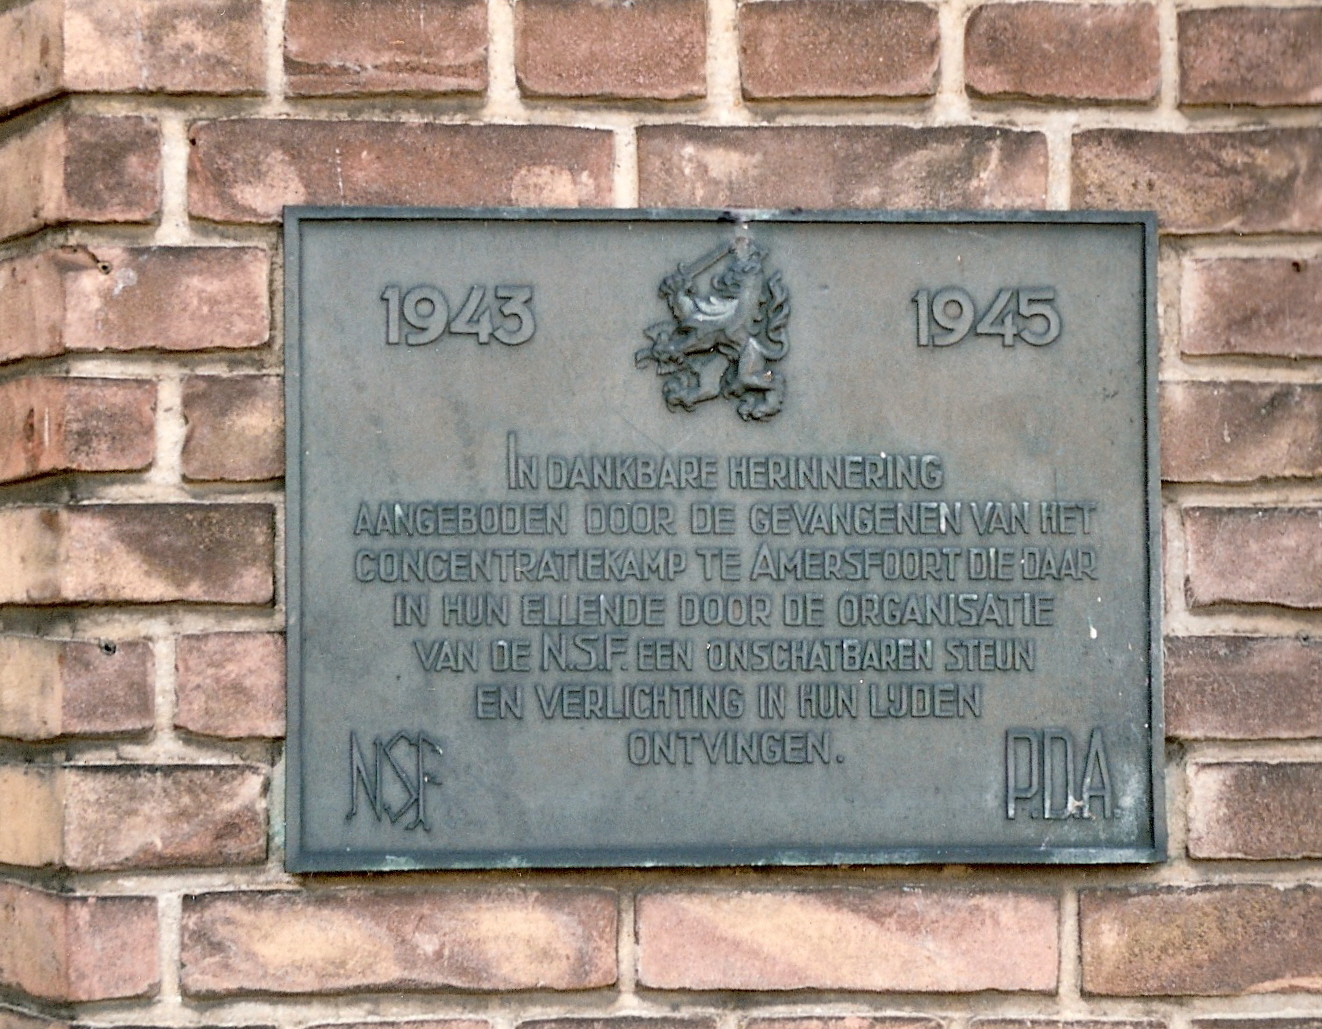 1943 1945
IN DANKBARE HERINNERING
AANGEBODEN DOOR DE GEVANGENEN VAN HET
CONCENTRATIEKAMP TE AMERSFOORT DIE DAAR
IN HUN ELLENDE DOOR DE ORGANISATIE
VAN DE N.S.F. EEN ONSCHATBAREN STEUN
EN VERLICHTING IN HUN LIJDEN
ONTVINGEN.
NSF P.D.A.